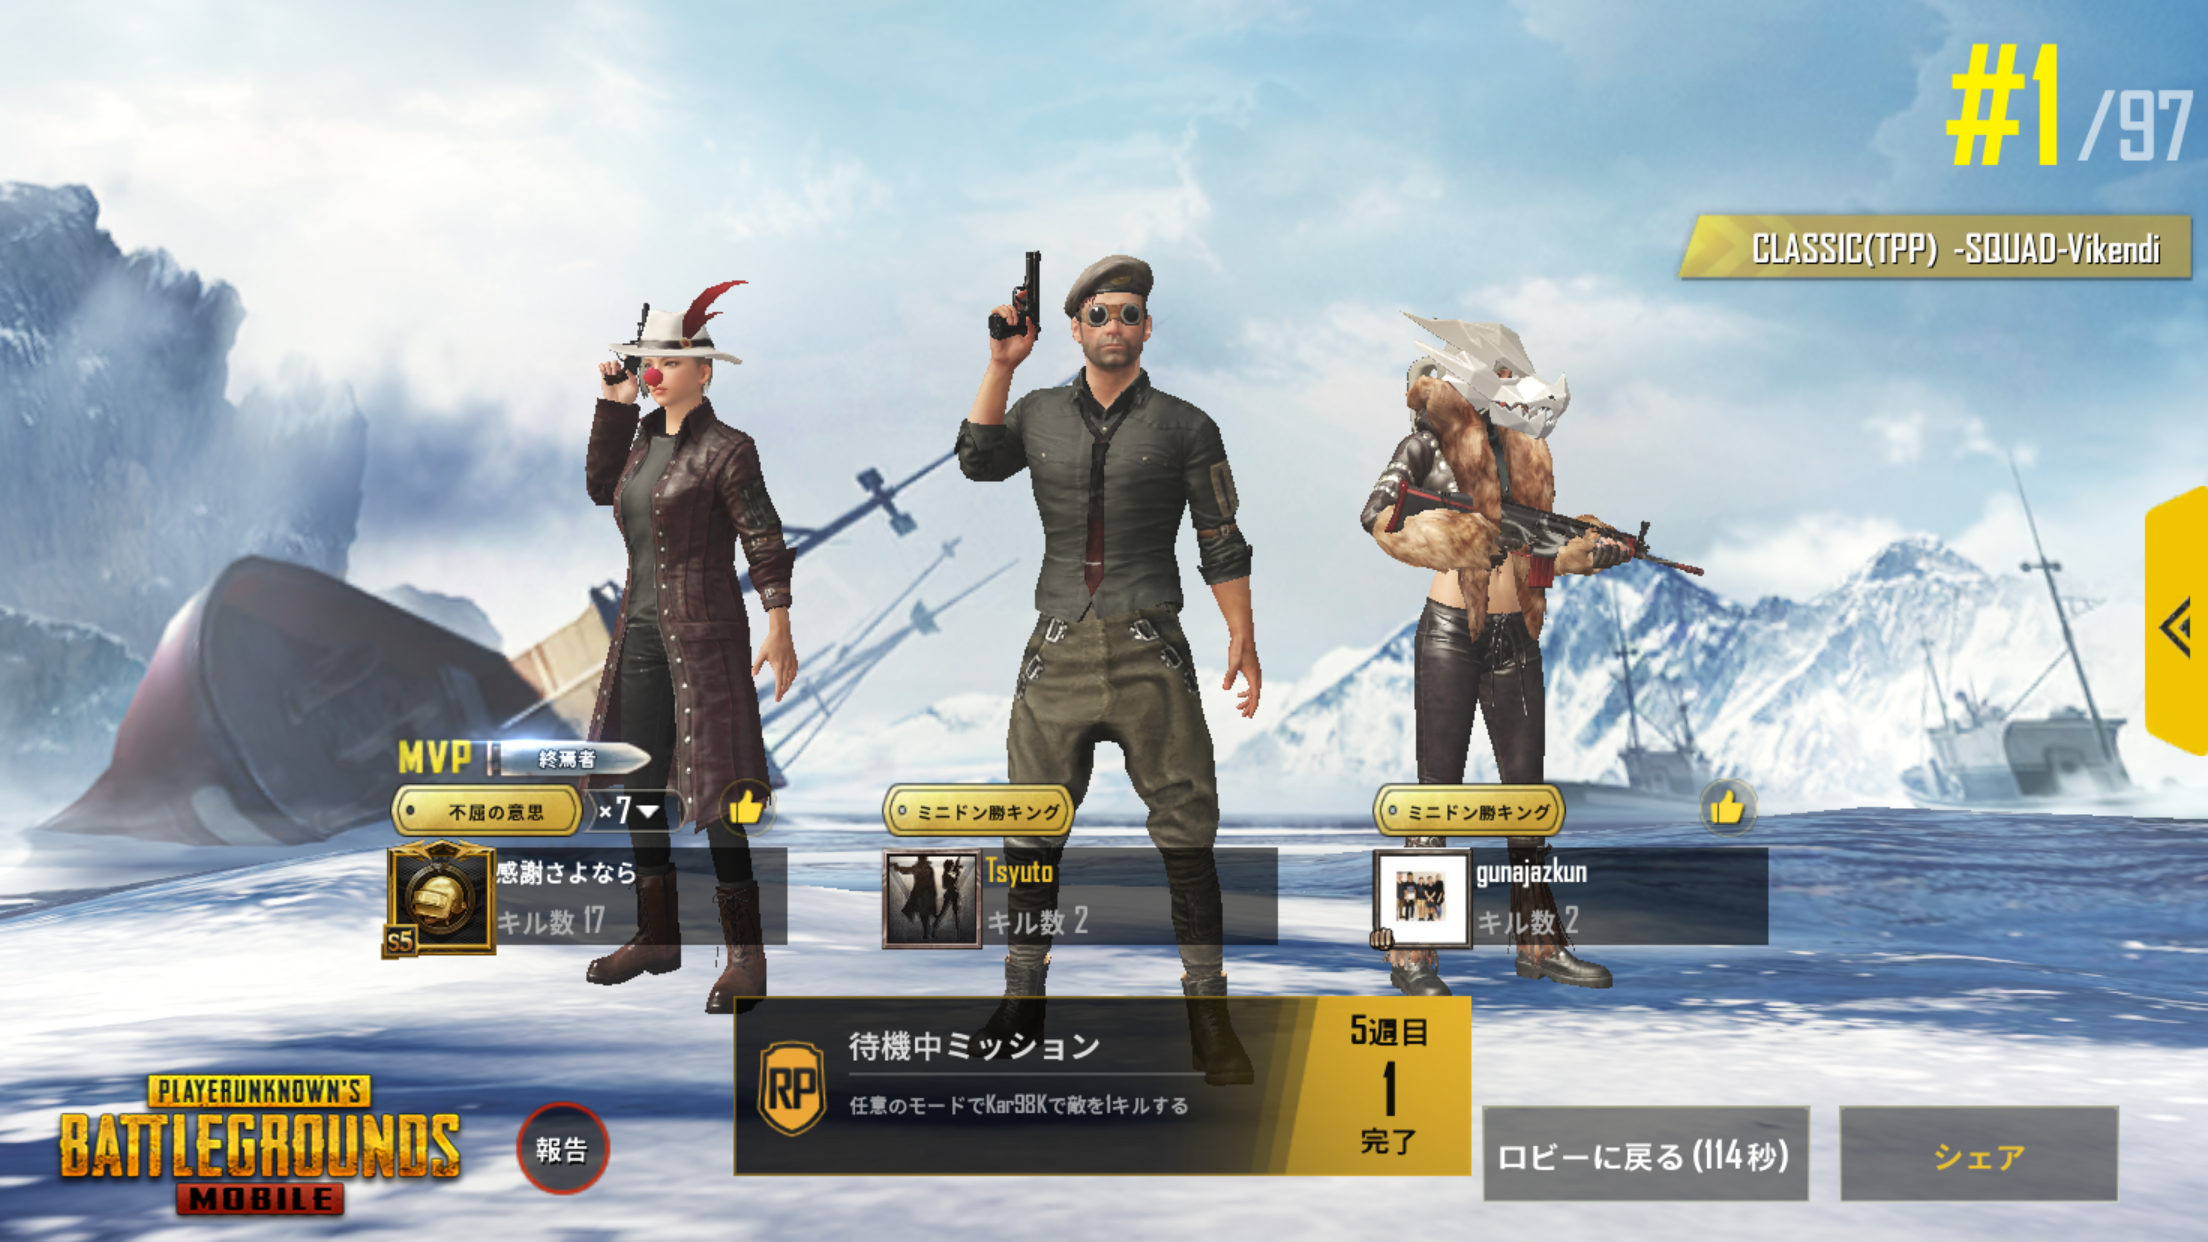 #1/97
CLASSIC(TPP) -SQUAD-Vikendi
MVP 終焉者
不屈の意思 ×7
ミニドン勝キング
ミニドン勝キング
感謝さよなら
キル数 17
S5
Tsyuto
キル数 2
gunajazkun
キル数 2
RP
待機中ミッション
任意のモードでKar98Kで敵を1キルする
5週目
1
完了
PLAYERUNKNOWN'S
BATTLEGROUNDS
MOBILE
報告
ロビーに戻る(114秒)
シェア